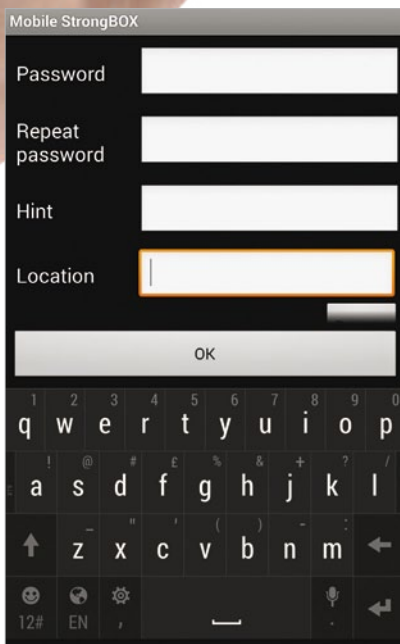 Mobile StrongBOX
Password
Repeat
password
Hint
Location
OK
1 2 3 4 5 6 7 8 9 0
q w e r t y u i o p
! @ # £ % & + ? /
a s d f g h j k l
_ " ' ( ) - :
z x c v b n m
12# EN , .